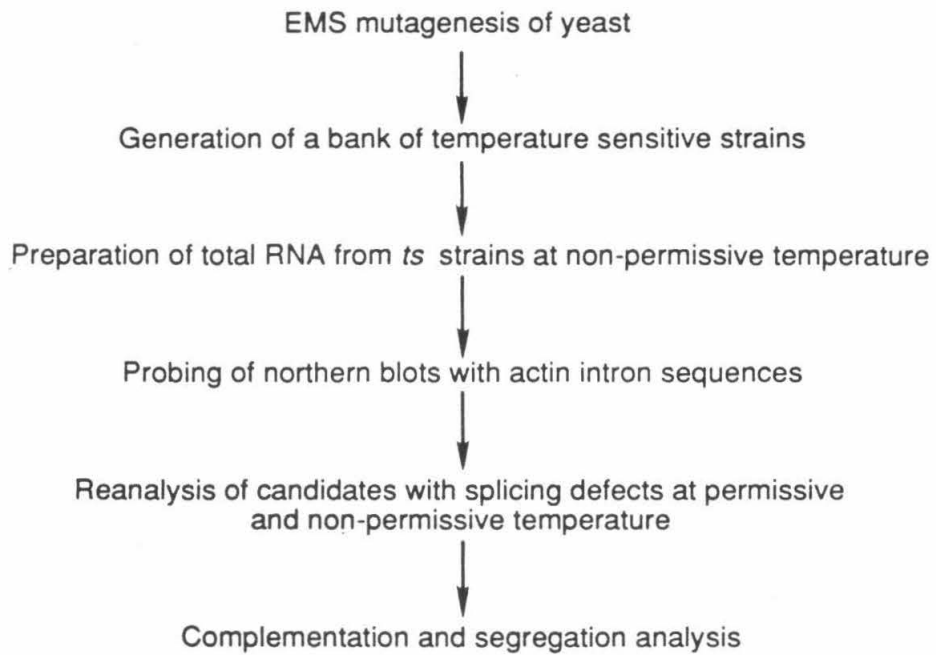 EMS mutagenesis of yeast
Generation of a bank of temperature sensitive strains
Preparation of total RNA from ts strains at non-permissive temperature
Probing of northern blots with actin intron sequences
Reanalysis of candidates with splicing defects at permissive
and non-permissive temperature
Complementation and segregation analysis